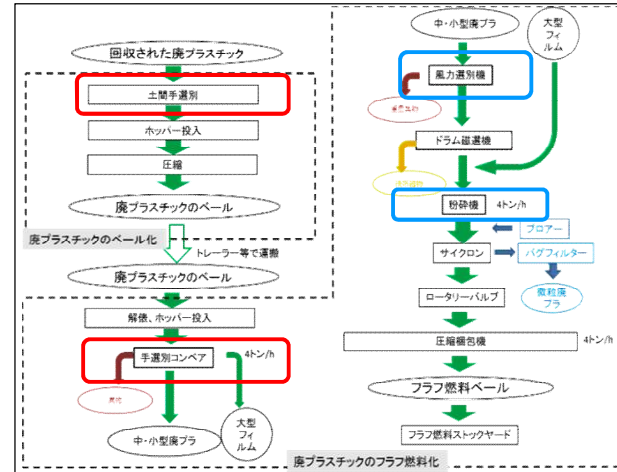 回収された廃プラスチック
土間手選別
ホッパー投入
圧縮
廃プラスチックのベール
廃プラスチックのベール化
トレーラー等で運搬
廃プラスチックのベール
解俵、ホッパー投入
手選別コンベア
4トン/h
異物
中・小型廃プラ
大型
フィ
ルム
廃プラスチックのフラフ燃料化
中・小型廃プラ
大型
フィ
ルム
風力選別機
ドラム磁選機
粉砕機
4トン/h
ブロアー
サイクロン
バグフィルター
微粒廃
プラ
ロータリーバルブ
圧縮梱包機
4トン/h
フラフ燃料ベール
フラフ燃料ストックヤード